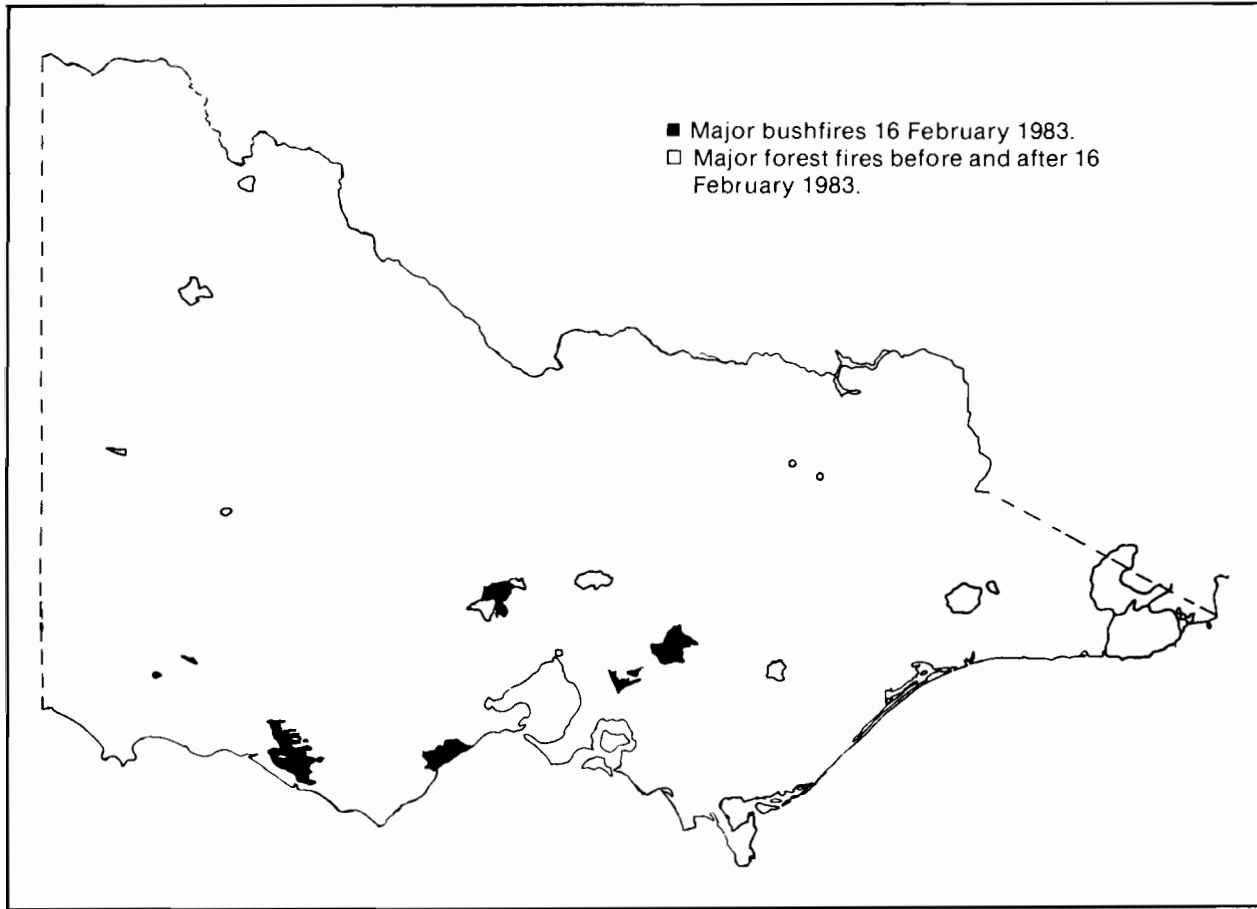 ■ Major bushfires 16 February 1983.
□ Major forest fires before and after 16
February 1983.